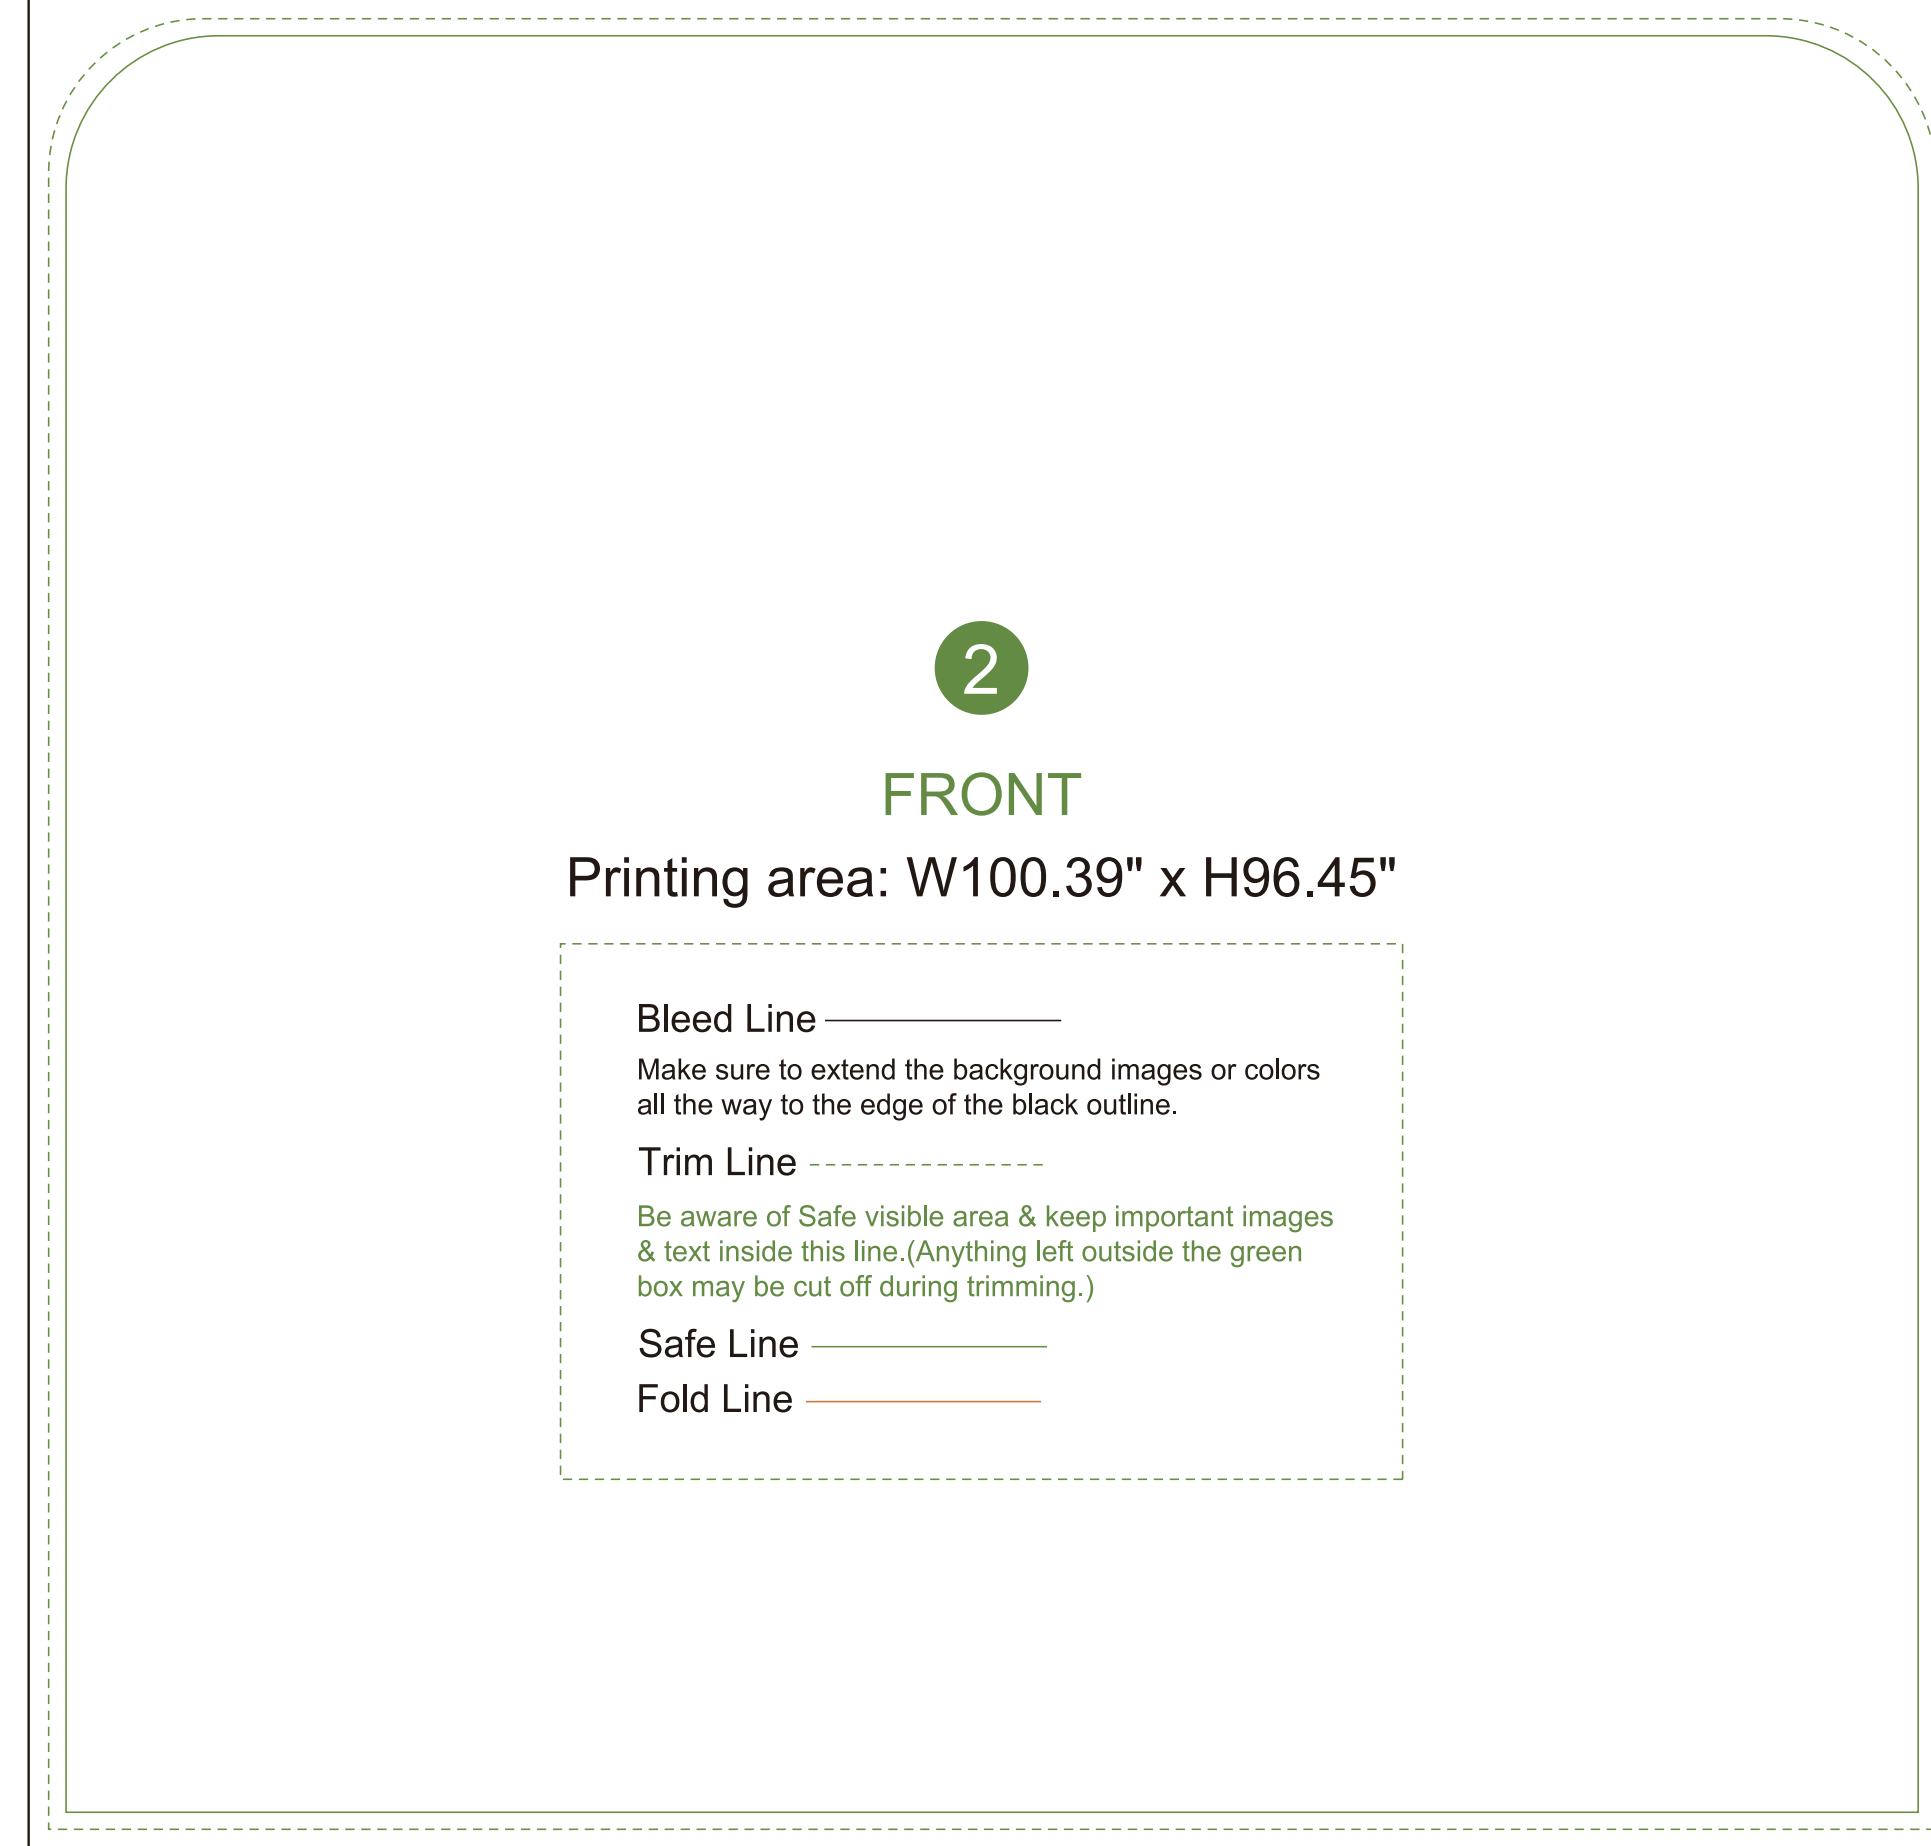 2
FRONT
Printing area: W100.39" x H96.45"
Bleed Line
Make sure to extend the background images or colors
all the way to the edge of the black outline.
Trim Line
Be aware of Safe visible area & keep important images
& text inside this line.(Anything left outside the green
box may be cut off during trimming.)
Safe Line
Fold Line